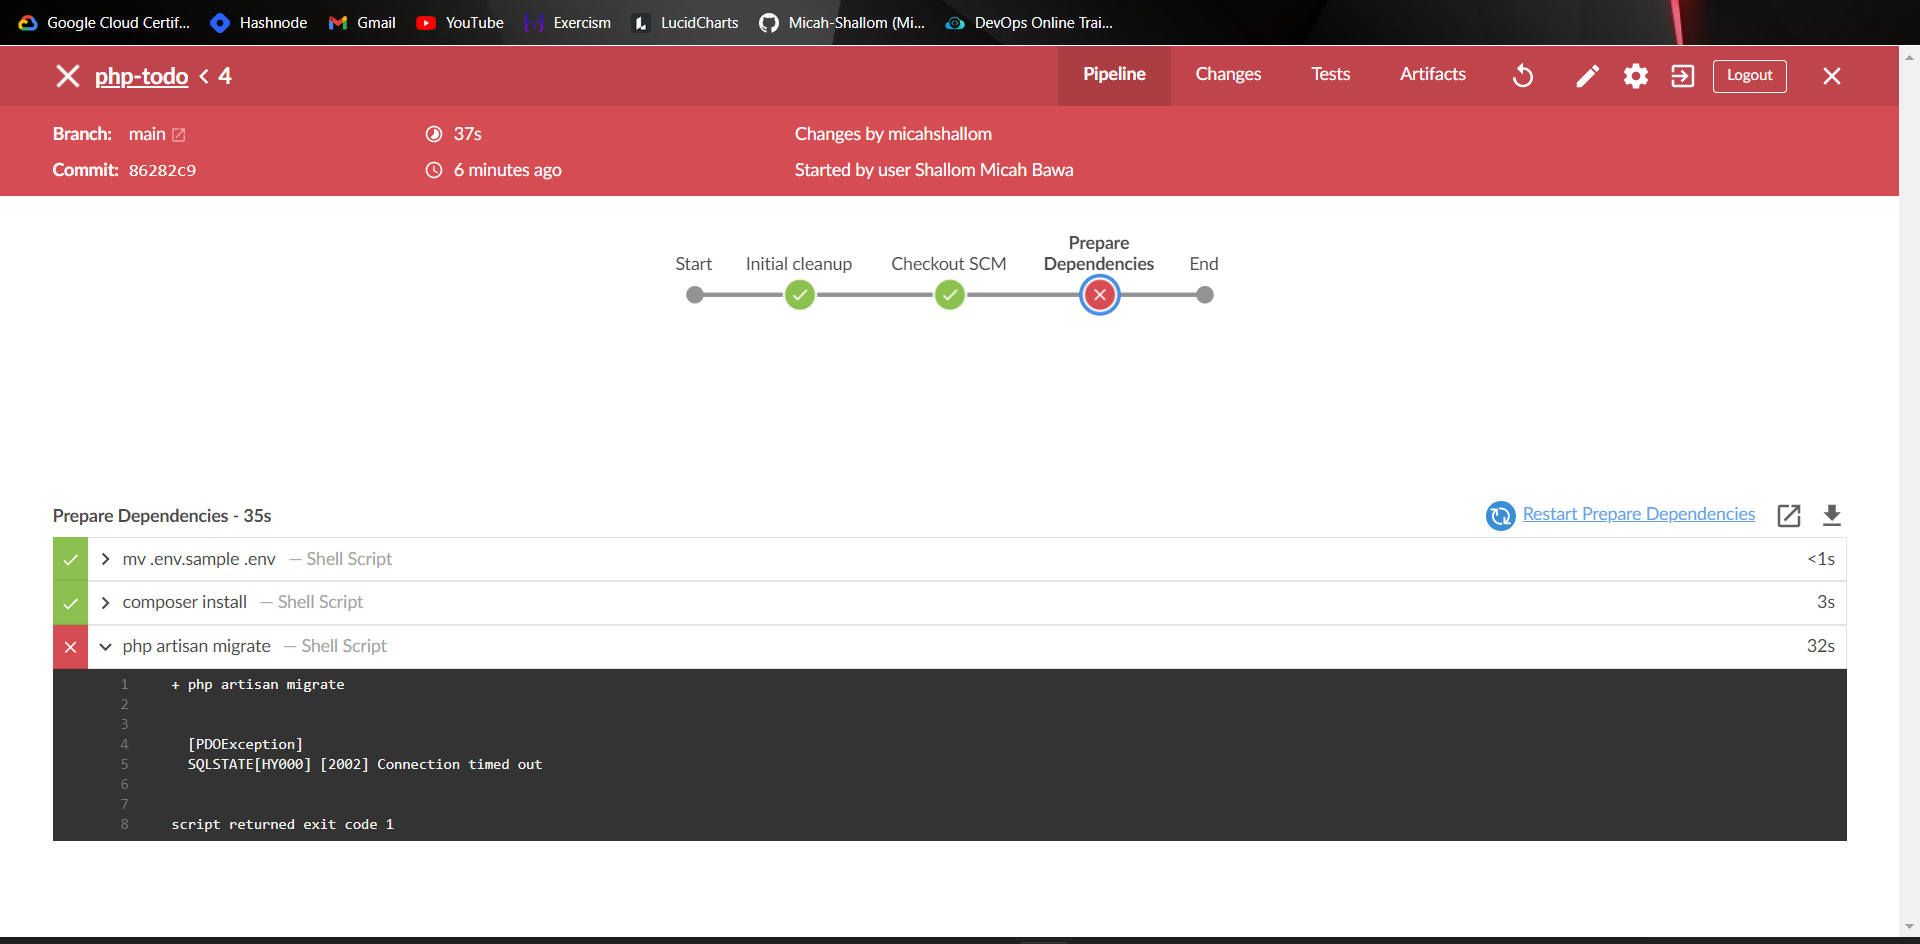 Google Cloud Certif... Hashnode Gmail YouTube Exercism LucidCharts Micah-Shallom (Mi... DevOps Online Trai...
php-todo < 4 Pipeline Changes Tests Artifacts Logout
Branch: main 37s Changes by micahshallom
Commit: 86282c9 6 minutes ago Started by user Shallom Micah Bawa
Start Initial cleanup Checkout SCM Prepare Dependencies End
Prepare Dependencies - 35s Restart Prepare Dependencies
mv .env.sample .env — Shell Script <1s
composer install — Shell Script 3s
php artisan migrate — Shell Script 32s
1 + php artisan migrate
2
3
4 [PDOException]
5 SQLSTATE[HY000] [2002] Connection timed out
6
7
8 script returned exit code 1